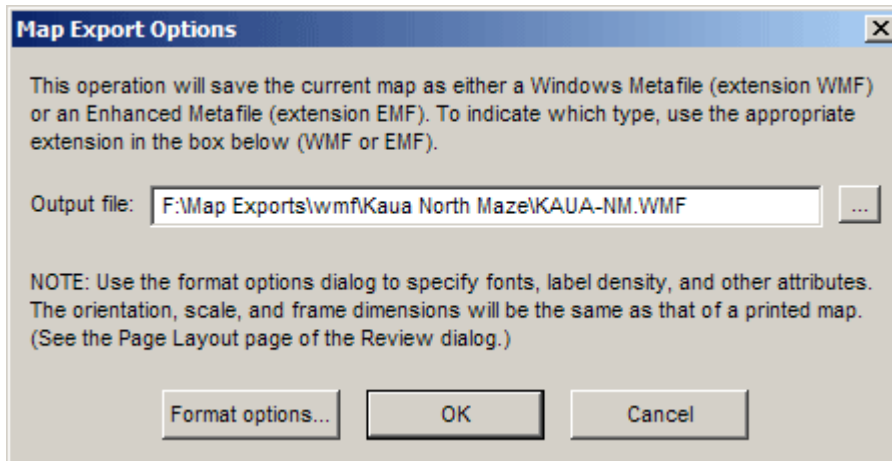 Map Export Options
This operation will save the current map as either a Windows Metafile (extension WMF)
or an Enhanced Metafile (extension EMF). To indicate which type, use the appropriate
extension in the box below (WMF or EMF).
Output file: F:\Map Exports\wmf\Kaua North Maze\KAUA-NM.WMF ...
NOTE: Use the format options dialog to specify fonts, label density, and other attributes.
The orientation, scale, and frame dimensions will be the same as that of a printed map.
(See the Page Layout page of the Review dialog.)
Format options... OK Cancel